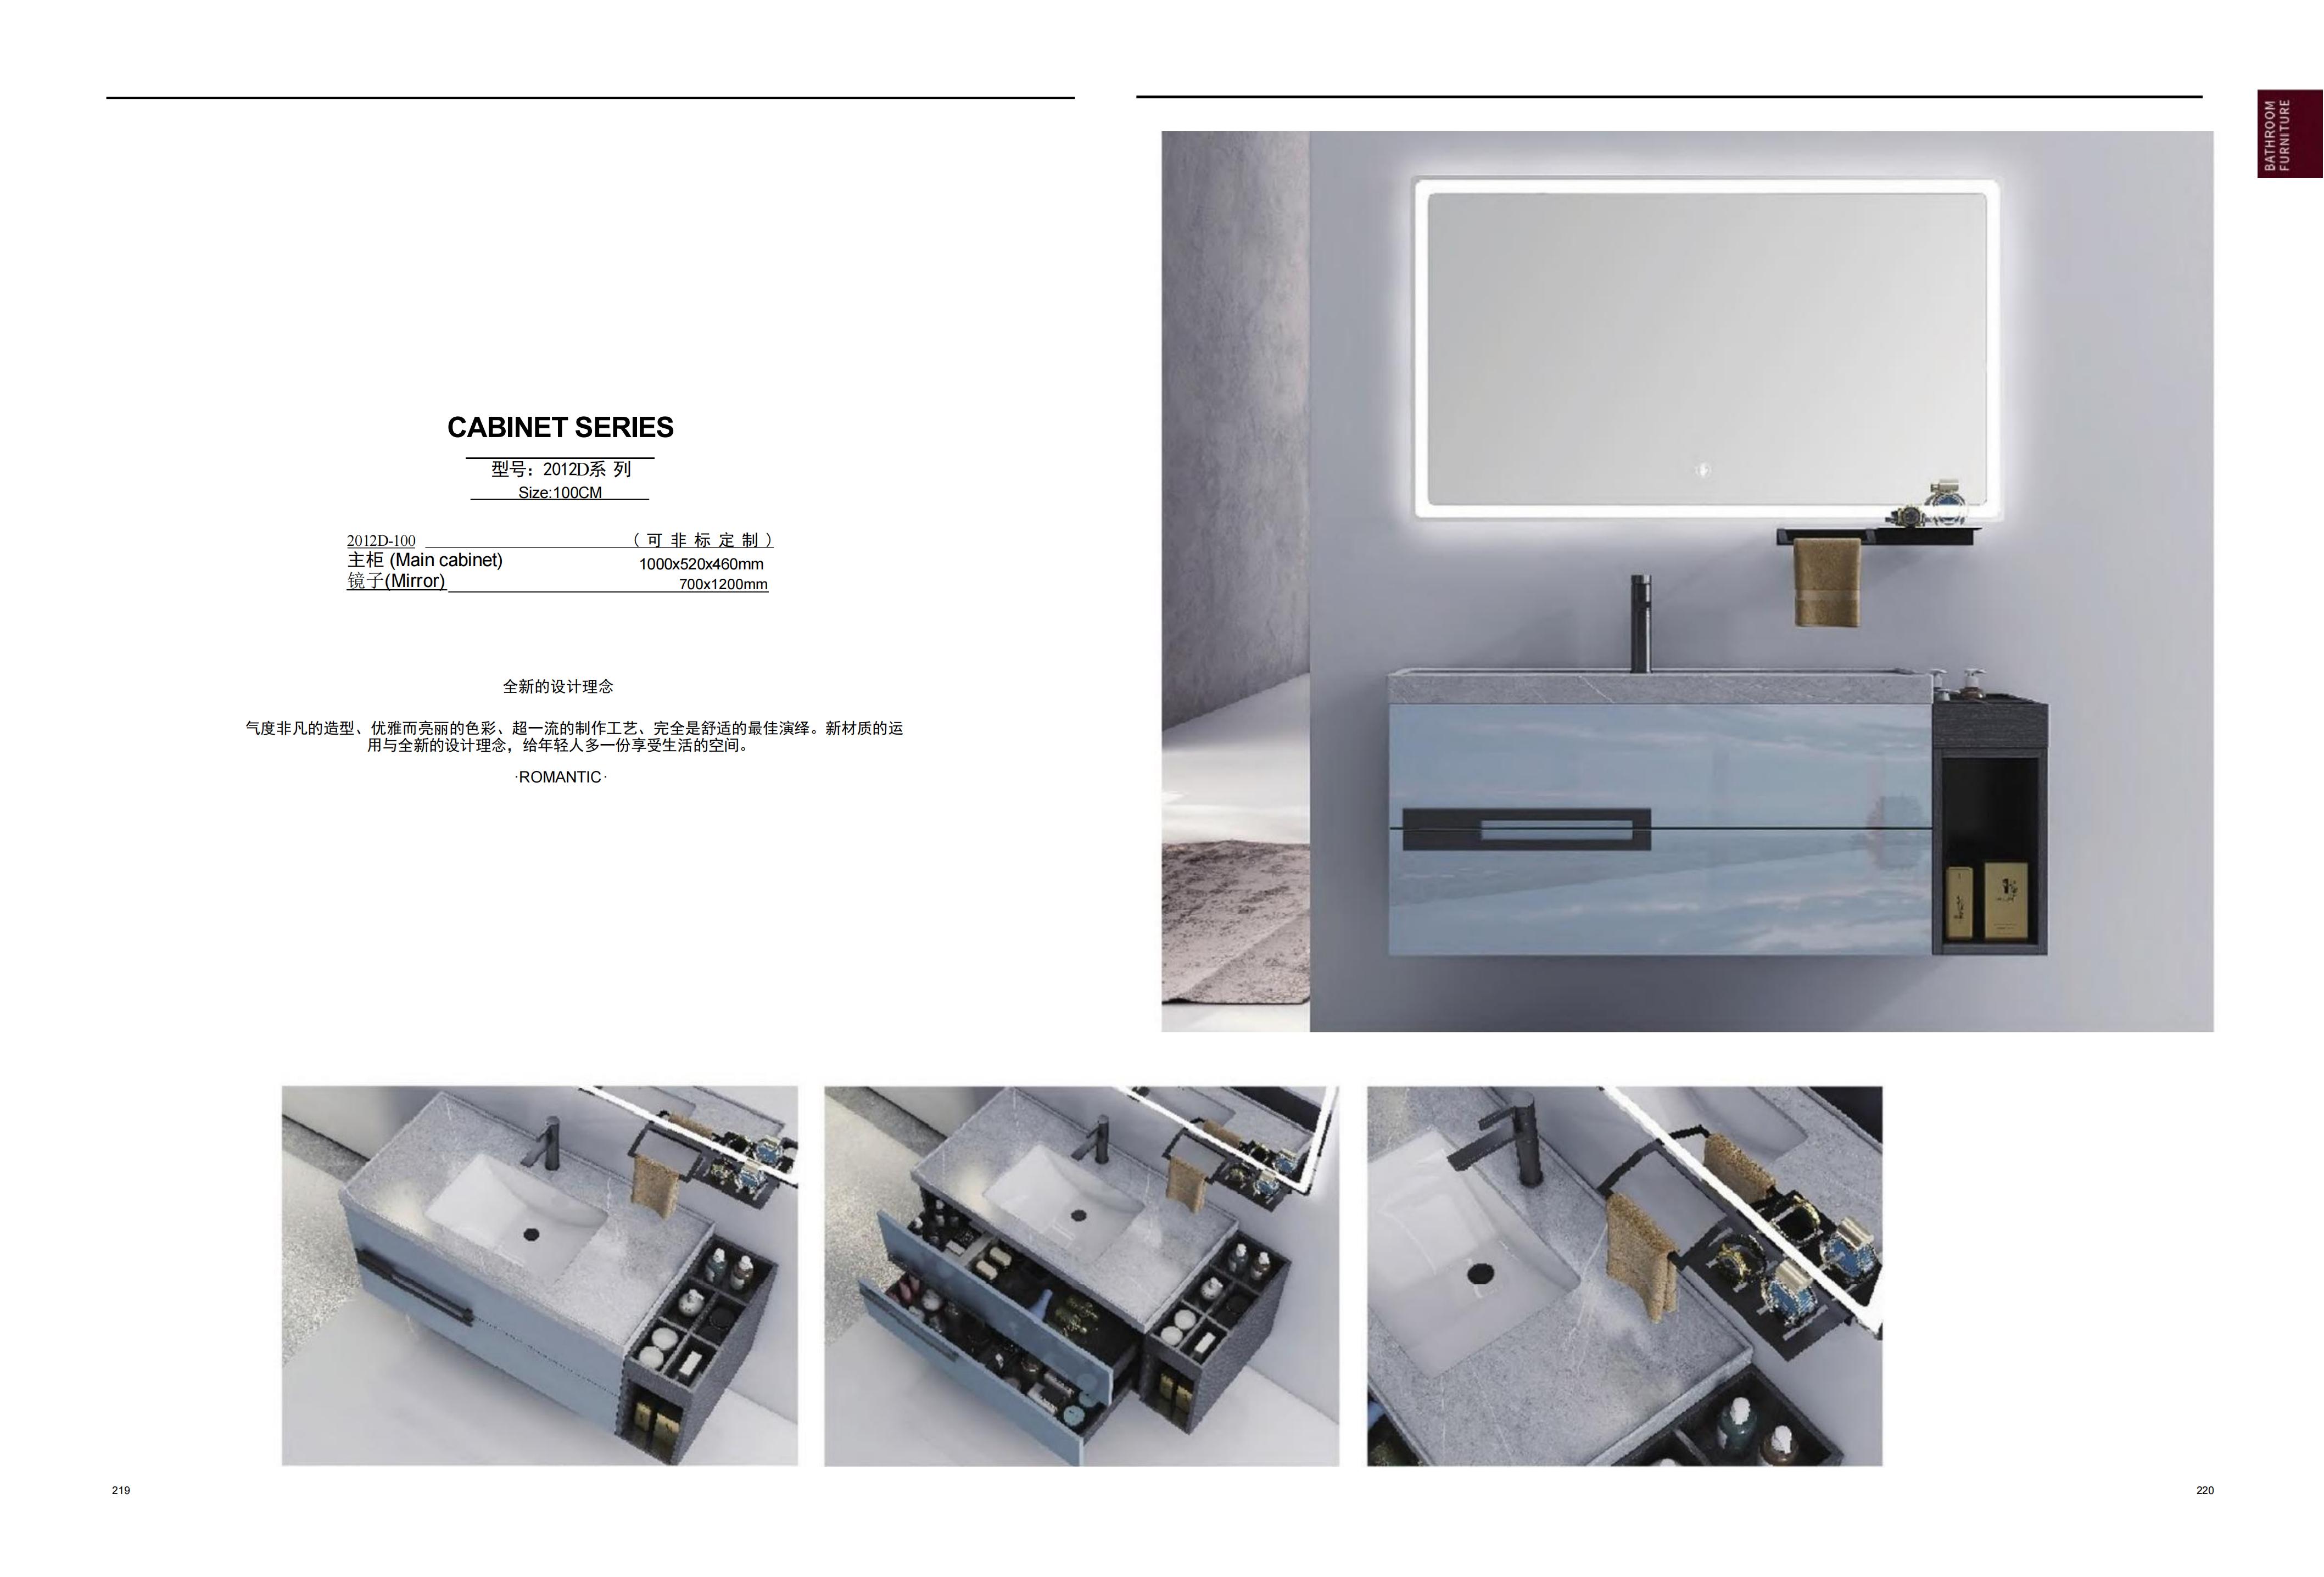 BATHROOM
FURNITURE
CABINET SERIES
型号：2012D系 列
Size:100CM
2012D-100 （ 可 非 标 定 制 ）
主柜 (Main cabinet) 1000x520x460mm
镜子(Mirror) 700x1200mm
全新的设计理念
气度非凡的造型、优雅而亮丽的色彩、超一流的制作工艺、完全是舒适的最佳演绎。新材质的运
用与全新的设计理念，给年轻人多一份享受生活的空间。
·ROMANTIC·
219
220